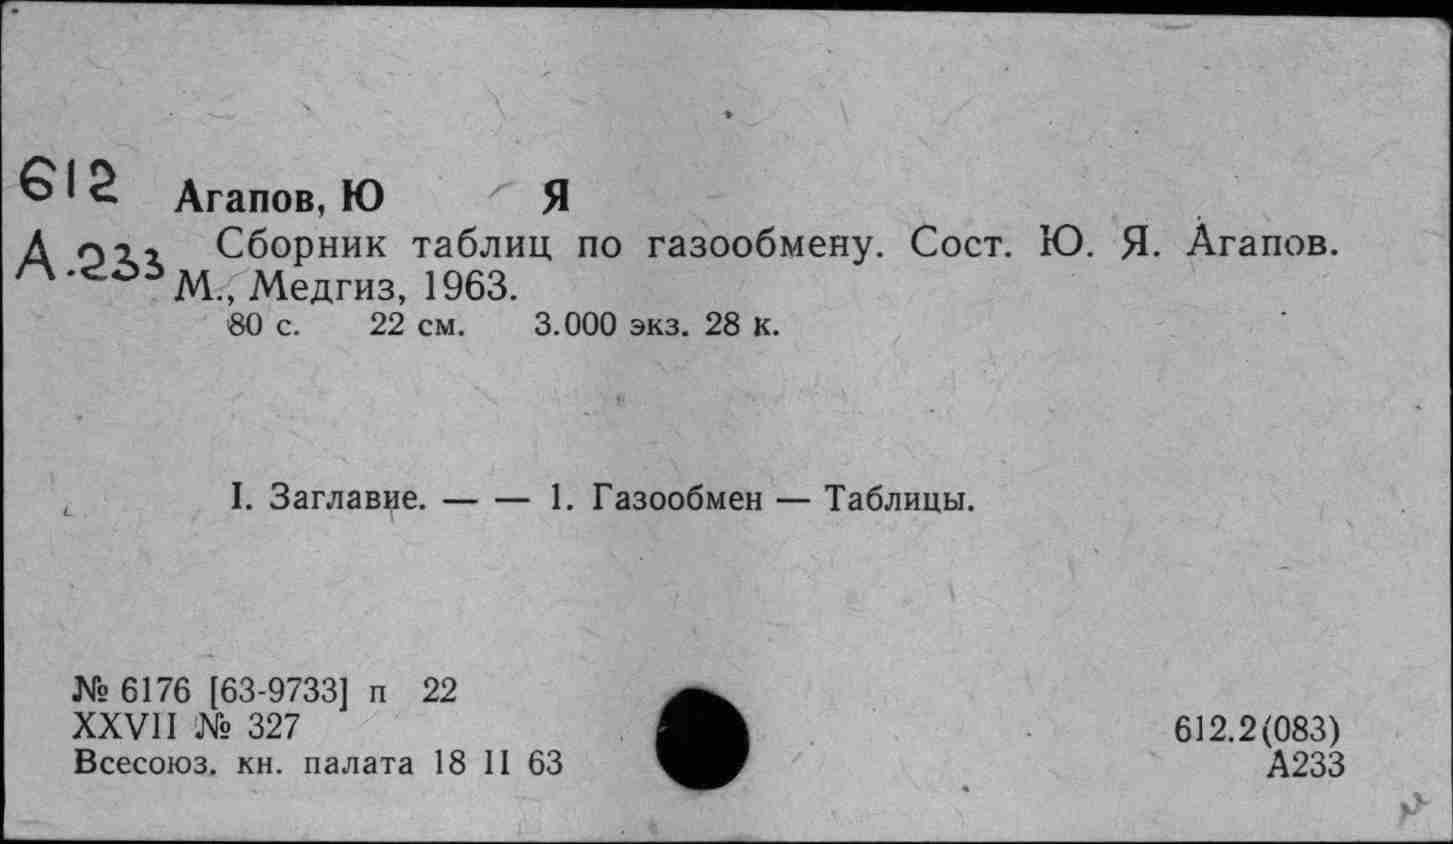 612 Агапов, Ю Я
А.233 Сборник таблиц по газообмену. Сост. Ю. Я. Агапов.
М., Медгиз, 1963.
80 с. 22 см. 3.000 экз. 28 к.
I. Заглавие. — — 1. Газообмен — Таблицы.
№ 6176 [63-9733] п 22
XXVII № 327
Всесоюз. кн. палата 18 II 63
612.2(083)
А233